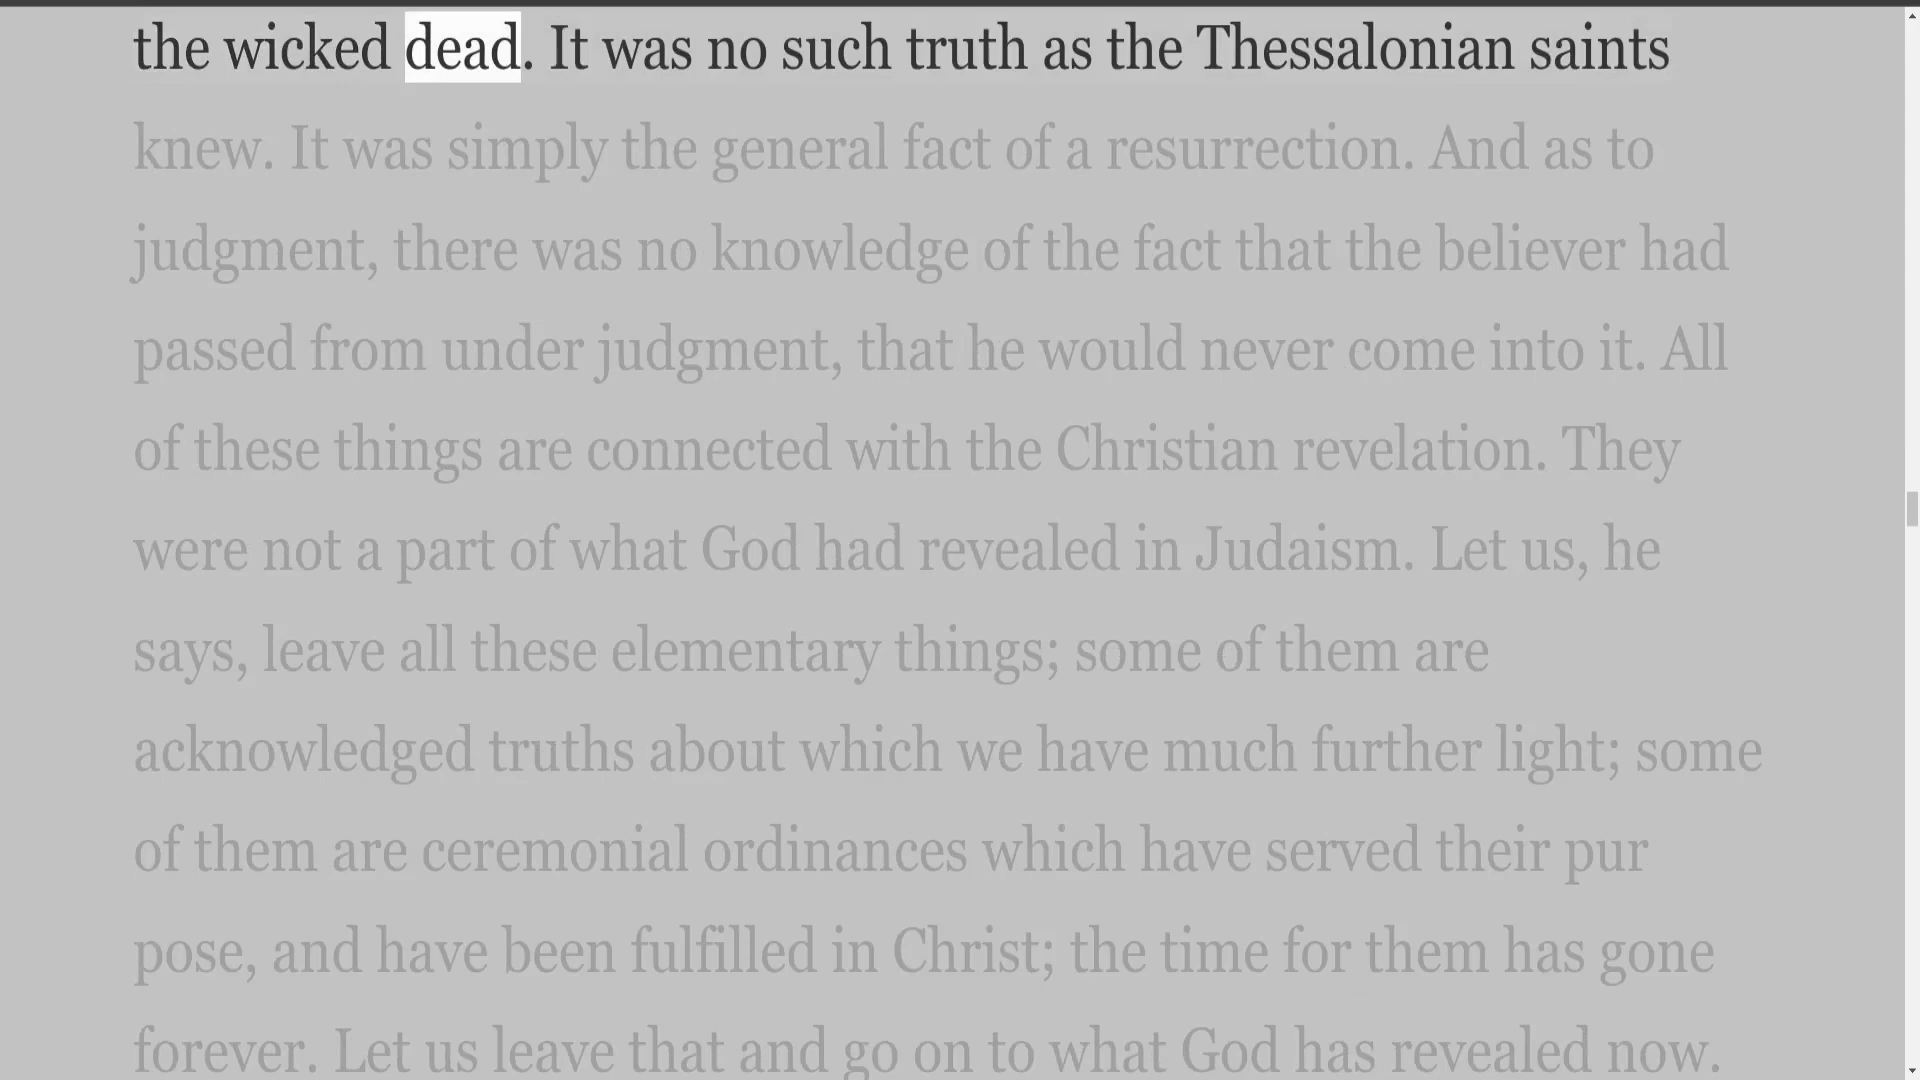 the wicked dead. It was no such truth as the Thessalonian saints
knew. It was simply the general fact of a resurrection. And as to
judgment, there was no knowledge of the fact that the believer had
passed from under judgment, that he would never come into it. All
of these things are connected with the Christian revelation. They
were not a part of what God had revealed in Judaism. Let us, he
says, leave all these elementary things; some of them are
acknowledged truths about which we have much further light; some
of them are ceremonial ordinances which have served their pur
pose, and have been fulfilled in Christ; the time for them has gone
forever. Let us leave that and go on to what God has revealed now.